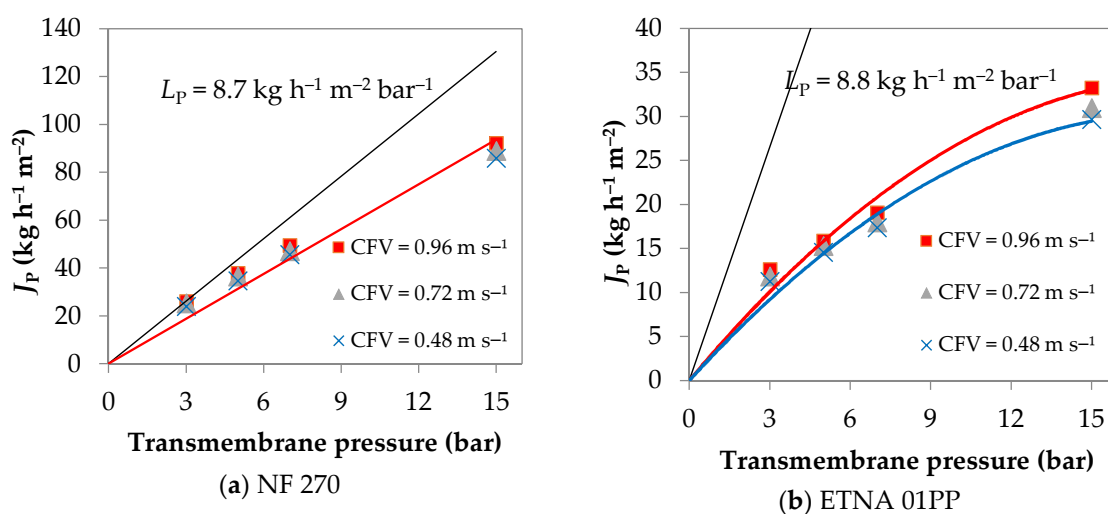 140
120
100
80
60
40
20
0
J_P (kg h⁻¹ m⁻²)
L_P = 8.7 kg h⁻¹ m⁻² bar⁻¹
CFV = 0.96 m s⁻¹
CFV = 0.72 m s⁻¹
CFV = 0.48 m s⁻¹
0 3 6 9 12 15
Transmembrane pressure (bar)
(a) NF 270
40
35
30
25
20
15
10
5
0
J_P (kg h⁻¹ m⁻²)
L_P = 8.8 kg h⁻¹ m⁻² bar⁻¹
CFV = 0.96 m s⁻¹
CFV = 0.72 m s⁻¹
CFV = 0.48 m s⁻¹
0 3 6 9 12 15
Transmembrane pressure (bar)
(b) ETNA 01PP